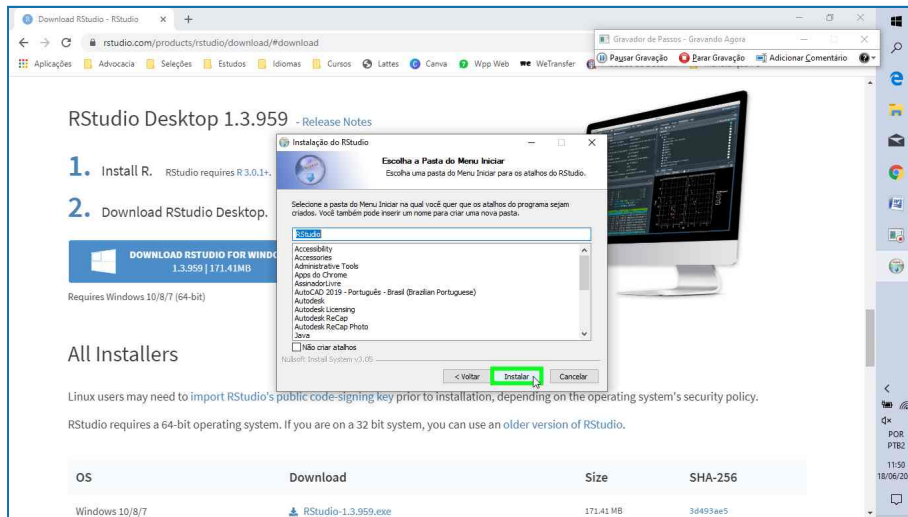 Download RStudio - RStudio
rstudio.com/products/rstudio/download/#download
Gravador de Passos - Gravando Agora
Pausar Gravação Parar Gravação Adicionar Comentário
Aplicações Advocacia Seleções Estudos Idiomas Cursos Lattes Canva Wpp Web WeTransfer
RStudio Desktop 1.3.959 - Release Notes
1. Install R. RStudio requires R 3.0.1+.
2. Download RStudio Desktop.
DOWNLOAD RSTUDIO FOR WINDO
1.3.959 | 171.41MB
Requires Windows 10/8/7 (64-bit)
Instalação do RStudio
Escolha a Pasta do Menu Iniciar
Escolha uma pasta do Menu Iniciar para os atalhos do RStudio.
Selecione a pasta do Menu Iniciar na qual você quer que os atalhos do programa sejam
criados. Você também pode inserir um nome para criar uma nova pasta.
RStudio
Accessibility
Accessories
Administrative Tools
Apps do Chrome
AssinadorLivre
AutoCAD 2019 - Português - Brasil (Brazilian Portuguese)
Autodesk
Autodesk Licensing
Autodesk ReCap
Autodesk ReCap Photo
Java
Não criar atalhos
Nullsoft Install System v3.05
< Voltar Instalar Cancelar
All Installers
Linux users may need to import RStudio's public code-signing key prior to installation, depending on the operating system's security policy.
RStudio requires a 64-bit operating system. If you are on a 32 bit system, you can use an older version of RStudio.
OS Download Size SHA-256
Windows 10/8/7 RStudio-1.3.959.exe 171.41 MB 3d493ae5
POR
PTB2
11:50
18/06/20